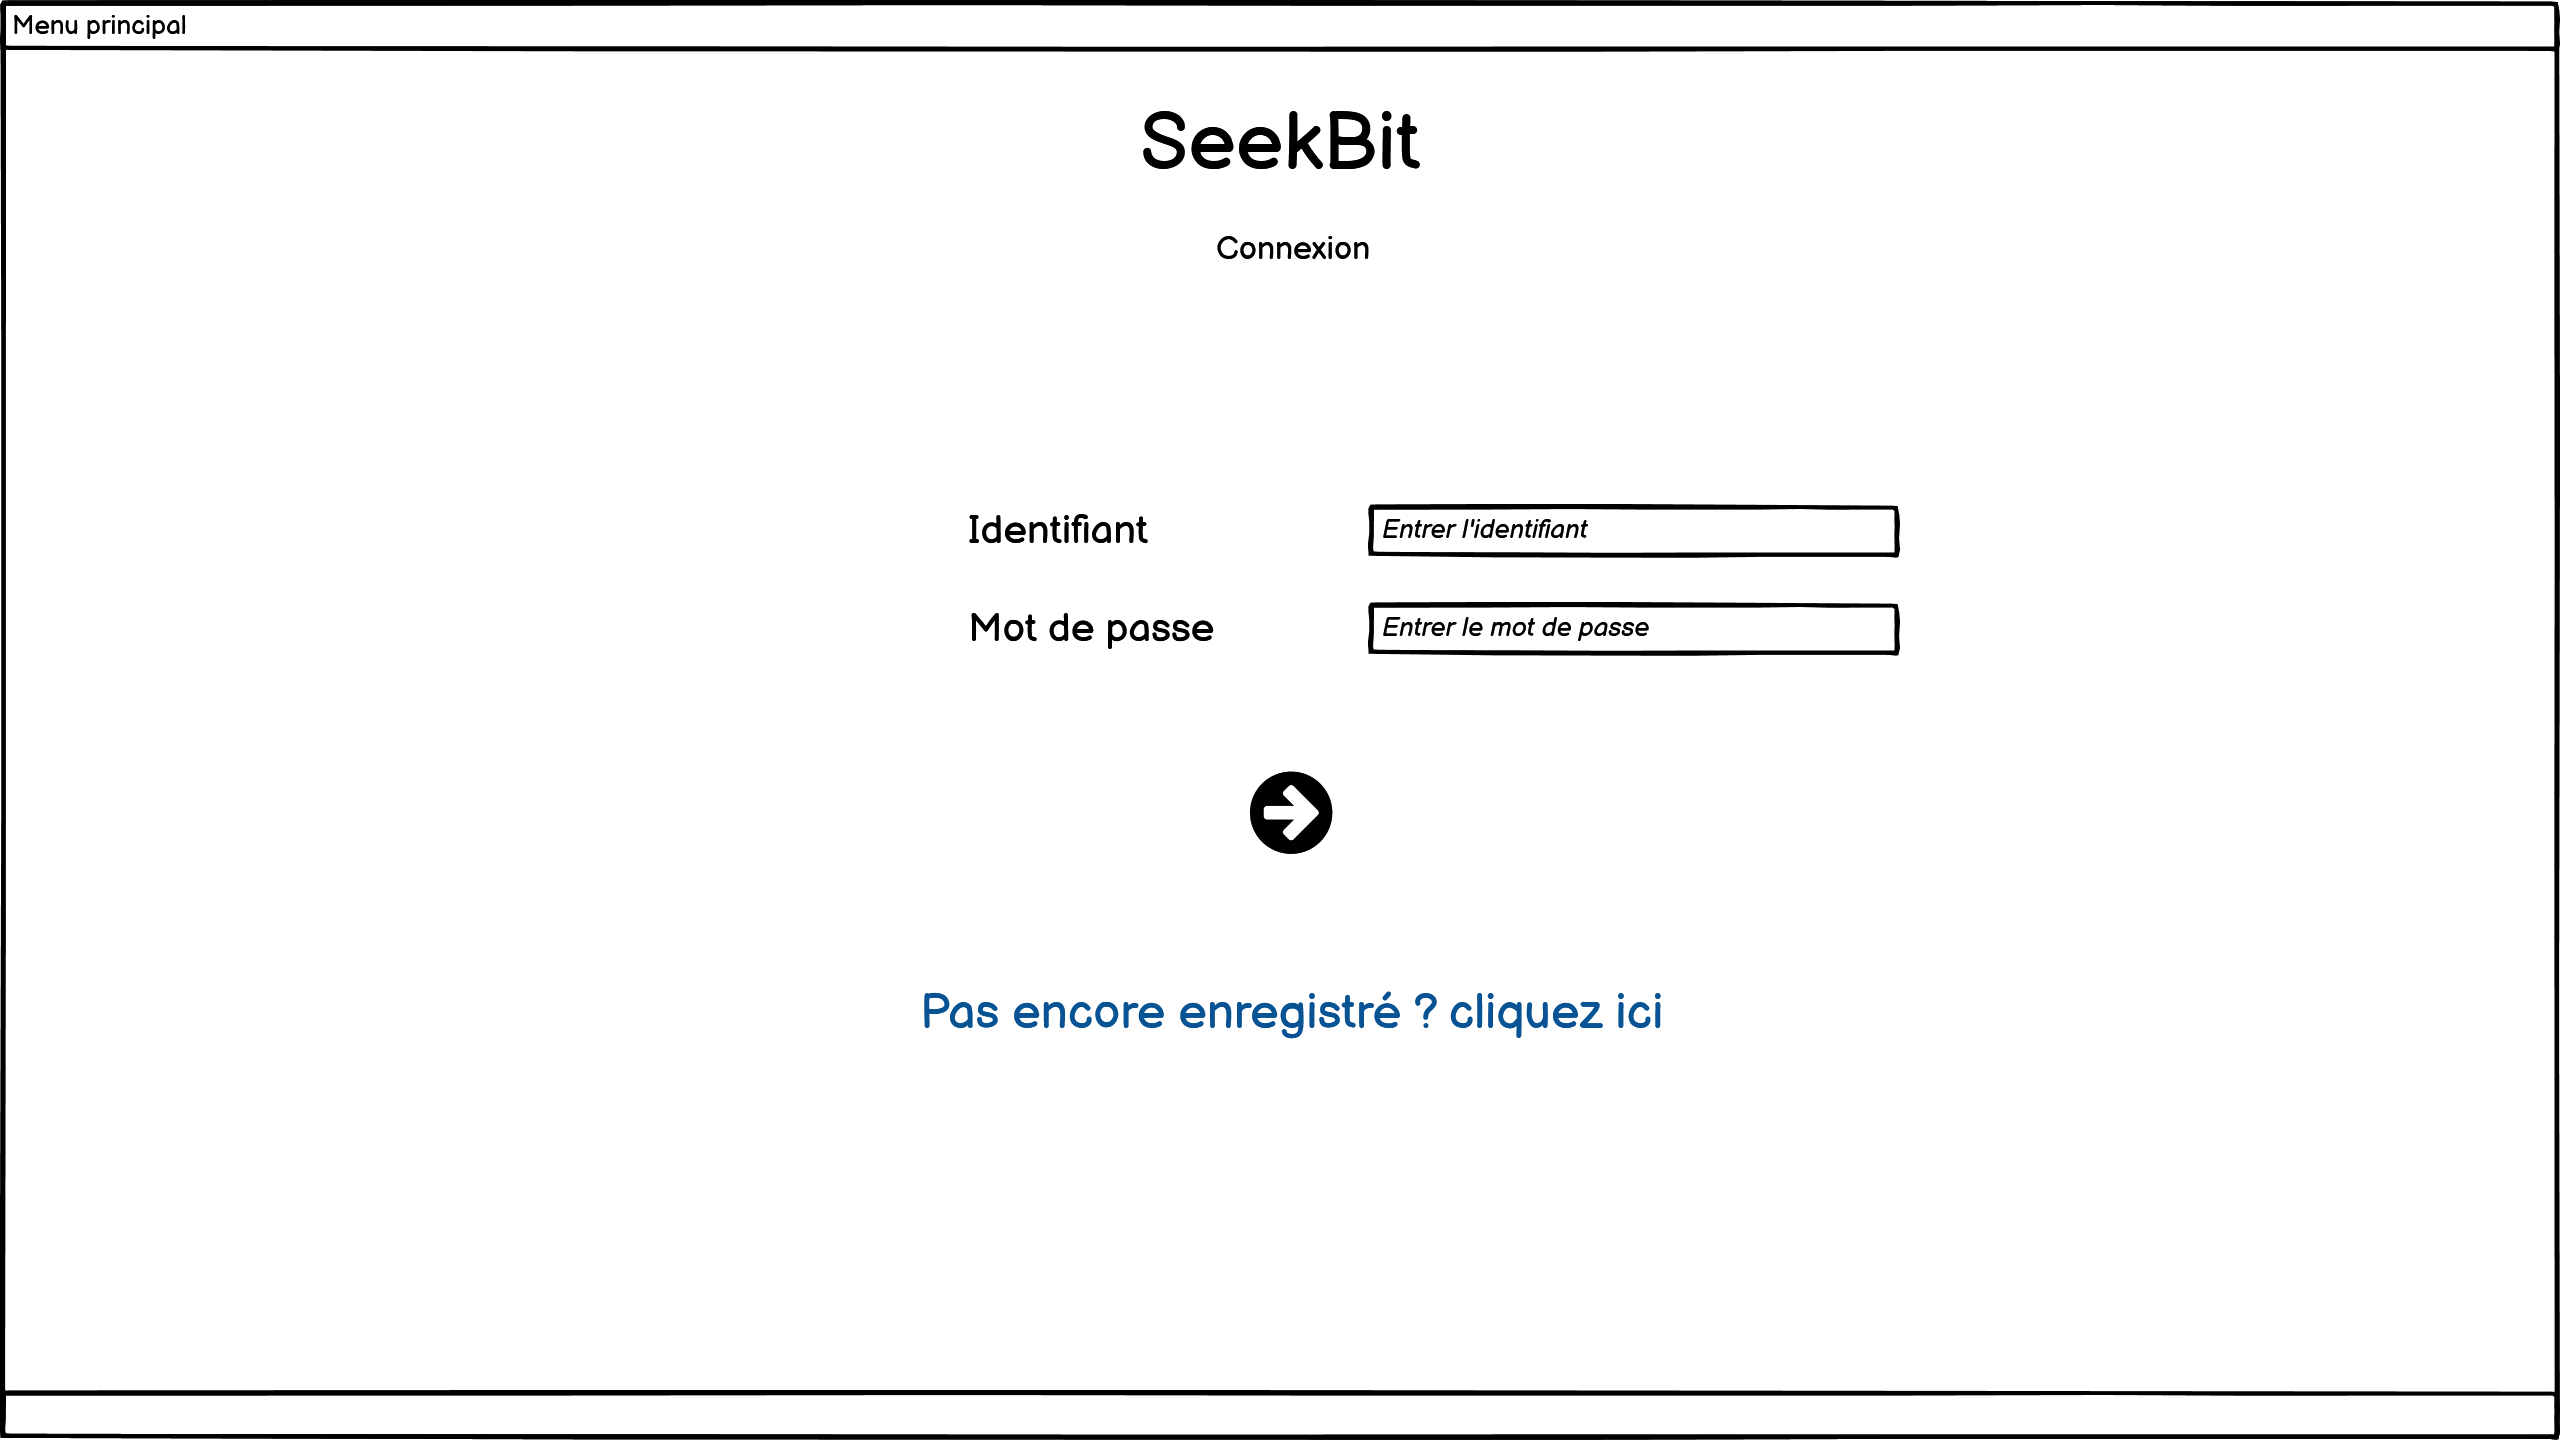 Menu principal
SeekBit
Connexion
Identifiant
Entrer l'identifiant
Mot de passe
Entrer le mot de passe
Pas encore enregistré ? cliquez ici